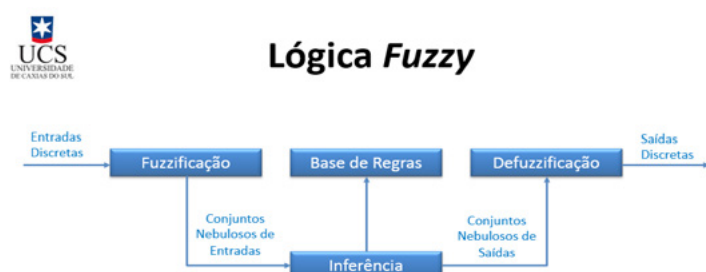 UCS
UNIVERSIDADE
DE CAXIAS DO SUL
Lógica Fuzzy
Entradas
Discretas
Fuzzificação
Base de Regras
Defuzzificação
Saídas
Discretas
Conjuntos
Nebulosos de
Entradas
Inferência
Conjuntos
Nebulosos de
Saídas